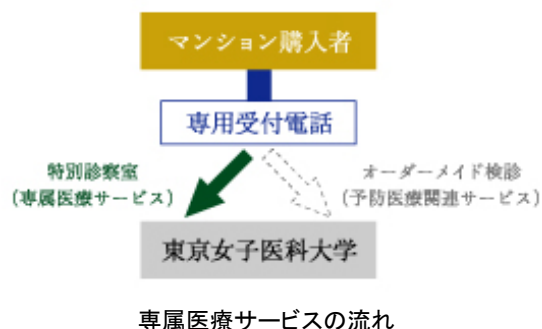 マンション購入者
専用受付電話
特別診察室
(専属医療サービス)
オーダーメイド検診
(予防医療関連サービス)
東京女子医科大学
専属医療サービスの流れ